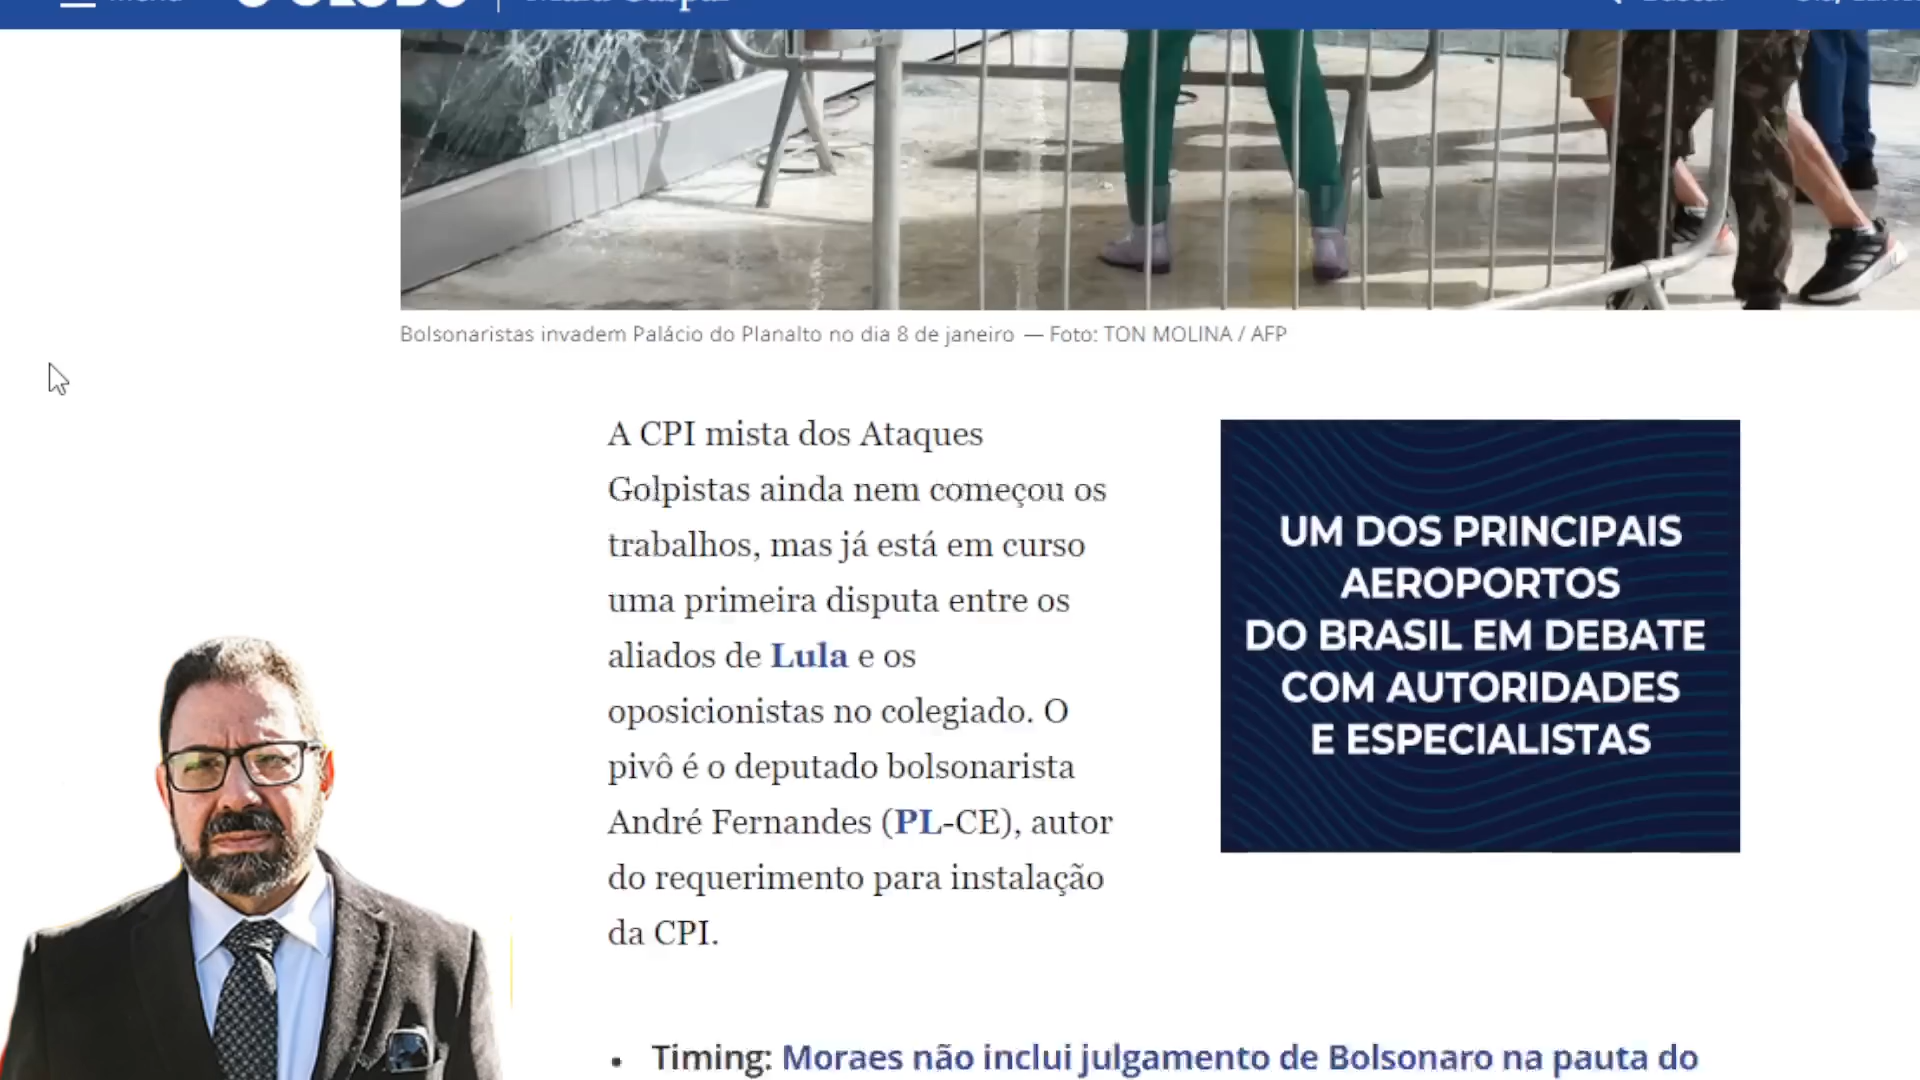 O GLOBO
Bolsonaristas invadem Palácio do Planalto no dia 8 de janeiro — Foto: TON MOLINA / AFP
A CPI mista dos Ataques
Golpistas ainda nem começou os
trabalhos, mas já está em curso
uma primeira disputa entre os
aliados de Lula e os
oposicionistas no colegiado. O
pivô é o deputado bolsonarista
André Fernandes (PL-CE), autor
do requerimento para instalação
da CPI.
UM DOS PRINCIPAIS
AEROPORTOS
DO BRASIL EM DEBATE
COM AUTORIDADES
E ESPECIALISTAS
• Timing: Moraes não inclui julgamento de Bolsonaro na pauta do